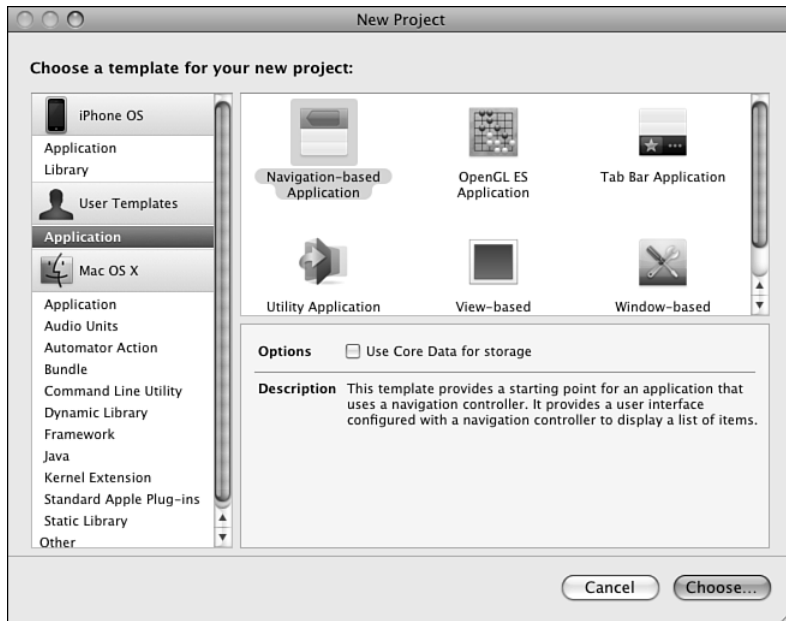 New Project
Choose a template for your new project:
iPhone OS
Application
Library
User Templates
Application
Mac OS X
Application
Audio Units
Automator Action
Bundle
Command Line Utility
Dynamic Library
Framework
Java
Kernel Extension
Standard Apple Plug-ins
Static Library
Other
Navigation-based
Application
OpenGL ES
Application
Tab Bar Application
Utility Application
View-based
Window-based
Options
Use Core Data for storage
Description
This template provides a starting point for an application that
uses a navigation controller. It provides a user interface
configured with a navigation controller to display a list of items.
Cancel
Choose...